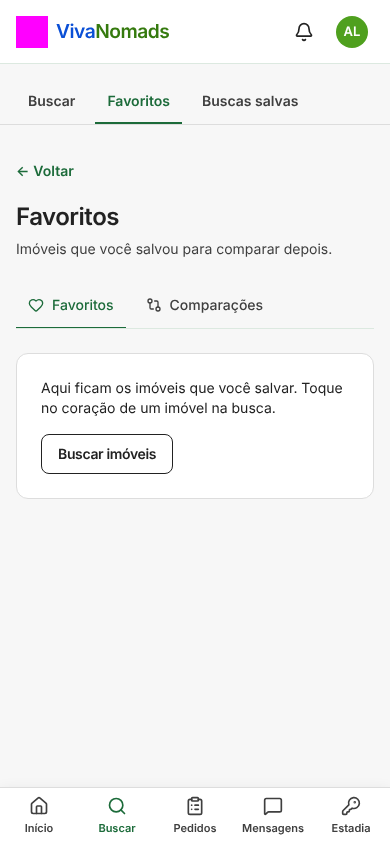 VivaNomads
AL
Buscar
Favoritos
Buscas salvas
← Voltar
Favoritos
Imóveis que você salvou para comparar depois.
Favoritos
Comparações
Aqui ficam os imóveis que você salvar. Toque
no coração de um imóvel na busca.
Buscar imóveis
Início
Buscar
Pedidos
Mensagens
Estadia